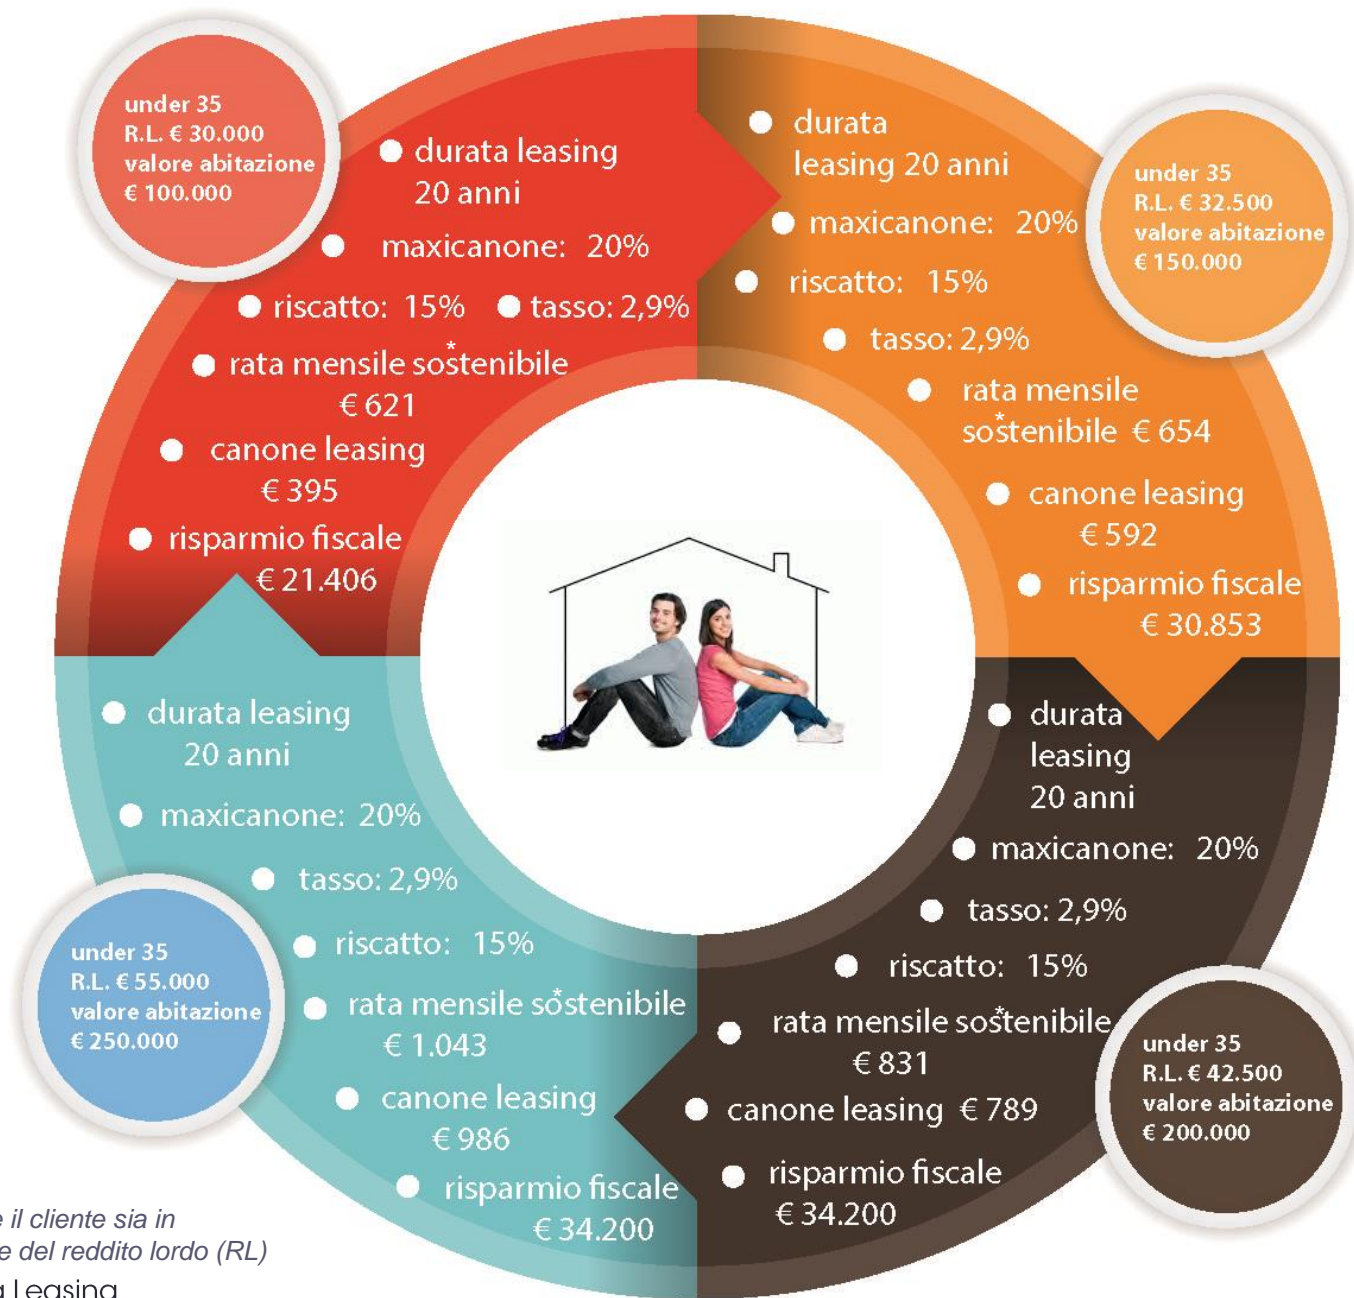 under 35
R.L. € 30.000
valore abitazione
€ 100.000
durata leasing
20 anni
maxicanone: 20%
riscatto: 15%
tasso: 2,9%
rata mensile sostenibile
*
€ 621
canone leasing
€ 395
risparmio fiscale
€ 21.406
under 35
R.L. € 32.500
valore abitazione
€ 150.000
durata
leasing 20 anni
maxicanone: 20%
riscatto: 15%
tasso: 2,9%
rata mensile
*
sostenibile € 654
canone leasing
€ 592
risparmio fiscale
€ 30.853
durata
leasing
20 anni
maxicanone: 20%
tasso: 2,9%
riscatto: 15%
rata mensile sostenibile
*
€ 831
canone leasing € 789
risparmio fiscale
€ 34.200
under 35
R.L. € 42.500
valore abitazione
€ 200.000
durata leasing
20 anni
maxicanone: 20%
tasso: 2,9%
riscatto: 15%
rata mensile sostenibile
*
€ 1.043
canone leasing
€ 986
risparmio fiscale
€ 34.200
under 35
R.L. € 55.000
valore abitazione
€ 250.000
il cliente sia in
e del reddito lordo (RL)
Leasing